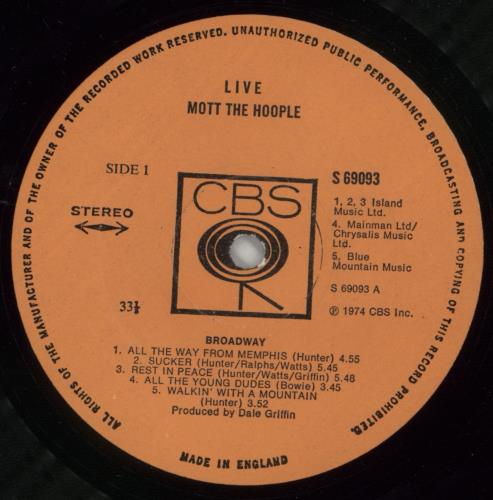 ALL RIGHTS OF THE MANUFACTURER AND OF THE OWNER OF THE RECORDED WORK RESERVED. UNAUTHORIZED PUBLIC PERFORMANCE, BROADCASTING AND COPYING OF THIS RECORD PROHIBITED.
LIVE
MOTT THE HOOPLE
SIDE 1
STEREO
33⅓
CBS
S 69093
1, 2, 3 Island
Music Ltd.
4. Mainman Ltd/
Chrysalis Music
Ltd.
5. Blue
Mountain Music
S 69093 A
℗ 1974 CBS Inc.
BROADWAY
1. ALL THE WAY FROM MEMPHIS (Hunter) 4.55
2. SUCKER (Hunter/Ralphs/Watts) 5.45
3. REST IN PEACE (Hunter/Watts/Griffin) 5.48
4. ALL THE YOUNG DUDES (Bowie) 3.45
5. WALKIN' WITH A MOUNTAIN
(Hunter) 3.52
Produced by Dale Griffin
MADE IN ENGLAND